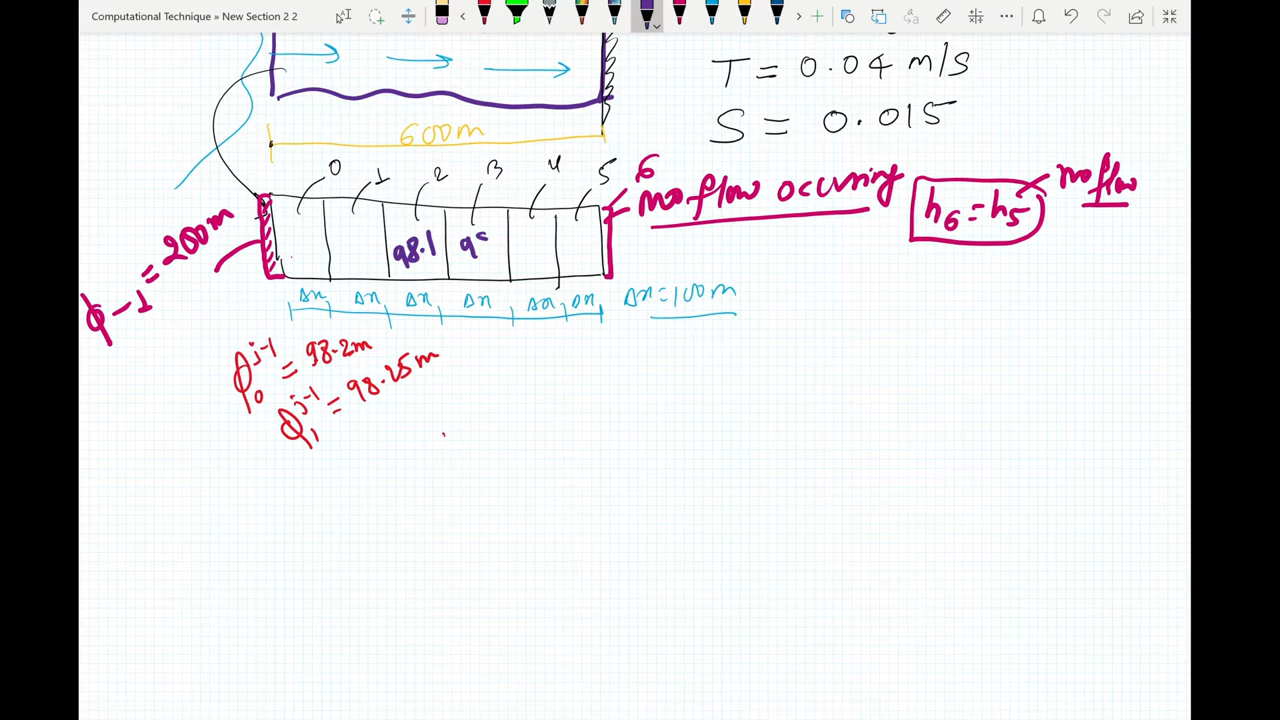 Computational Technique » New Section 2 2
T = 0.04 m/s
S = 0.015
600m
0 1 2 3 4 5 6
no flow occuring
h6 = h5
no flow
98.1
ϕ-1 = 200m
Δx Δx Δx Δx Δx Δx Δx = 100m
ϕ0 j-1 = 98.2m
ϕ1 j-1 = 98.25m